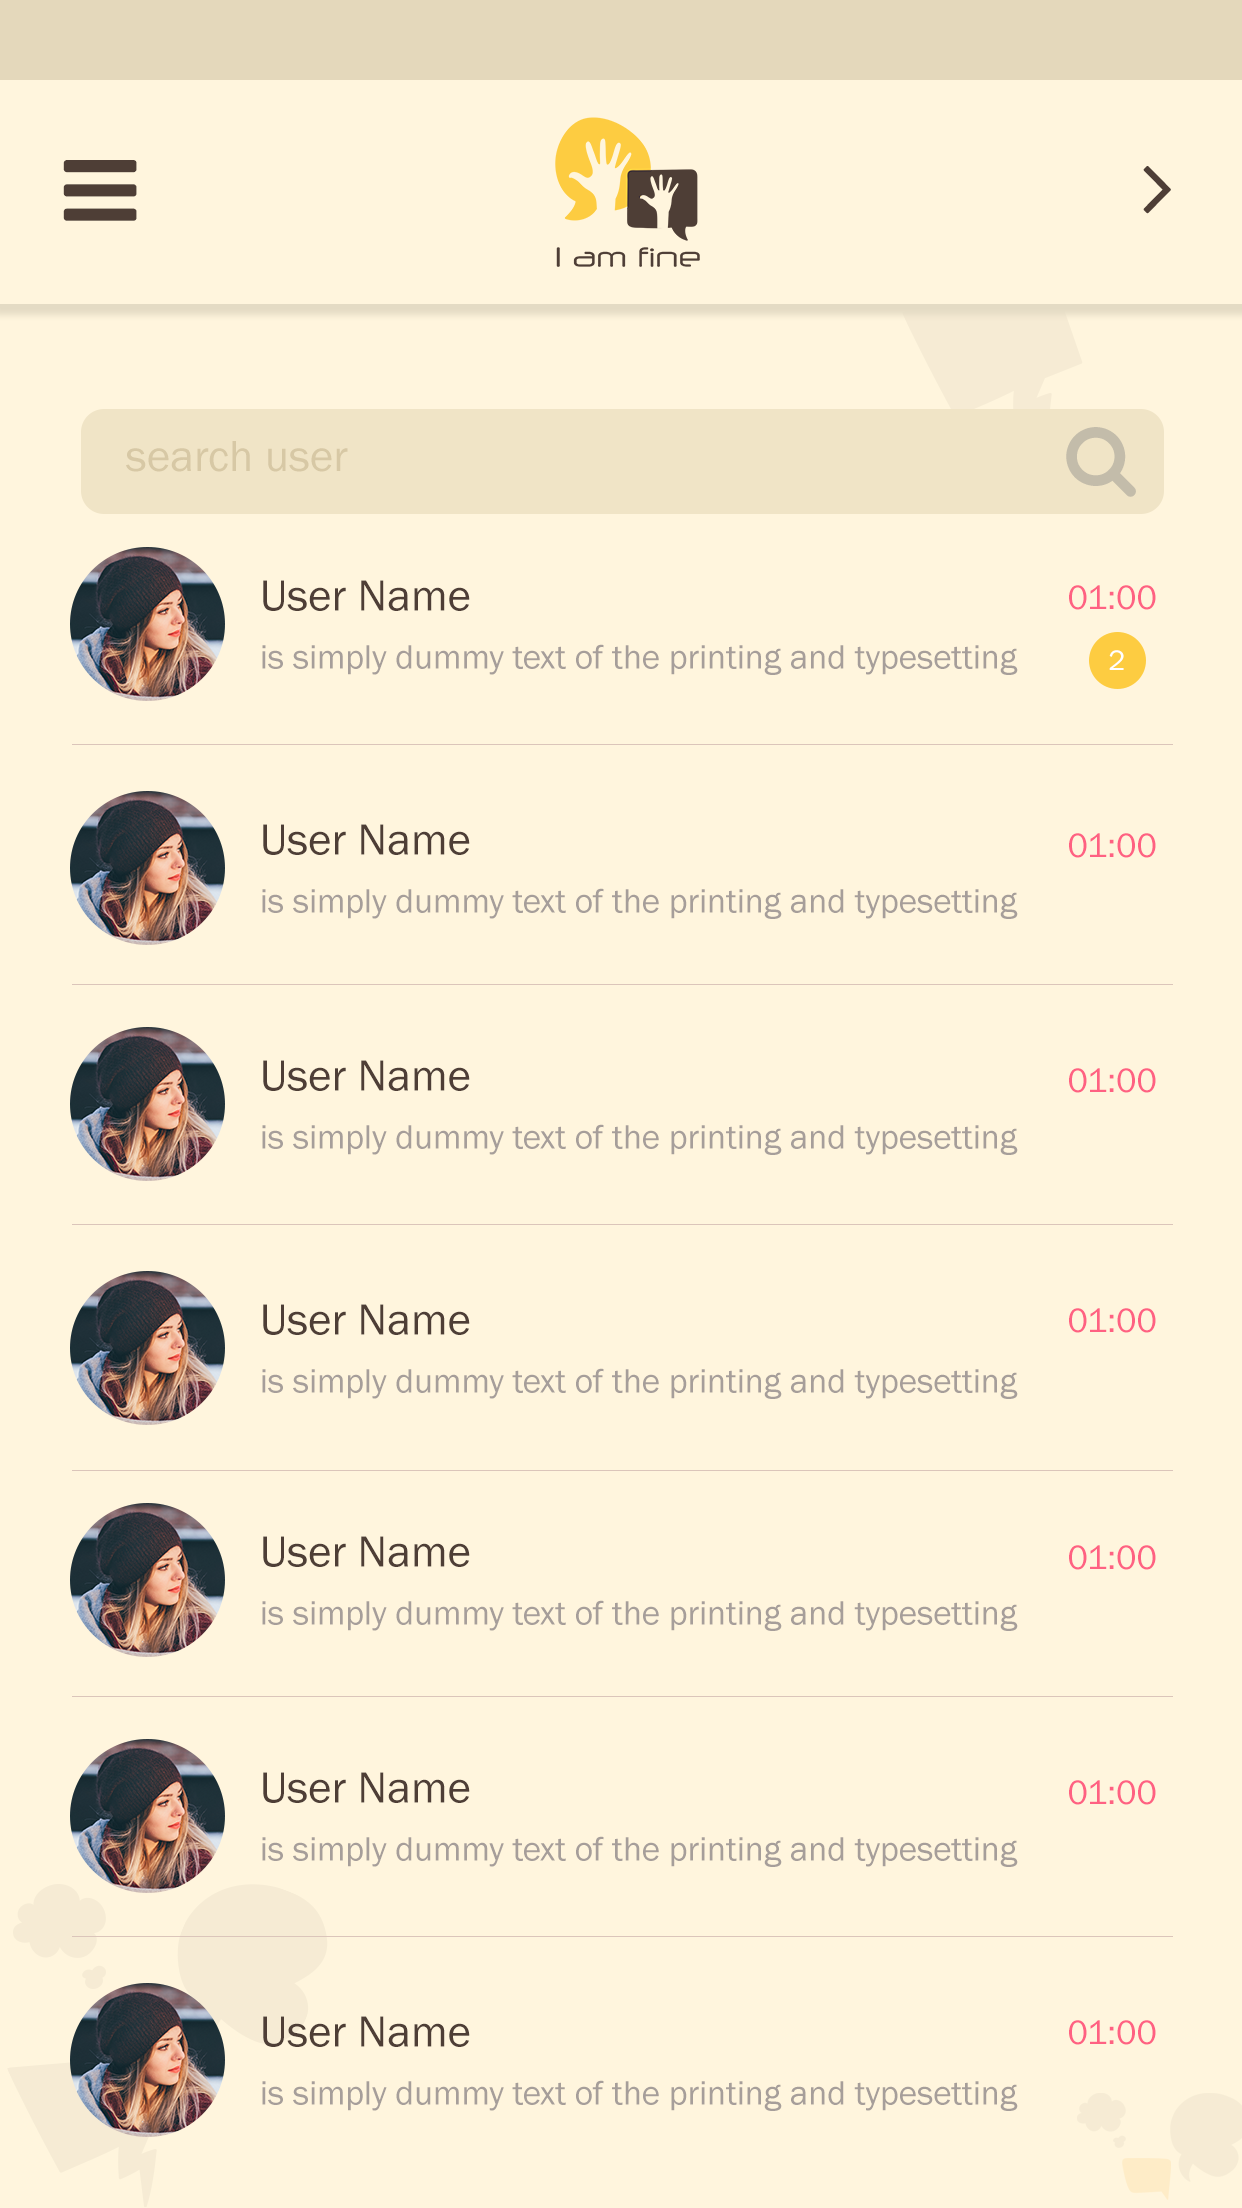 I am fine
search user
User Name
01:00
is simply dummy text of the printing and typesetting
2
User Name
01:00
is simply dummy text of the printing and typesetting
User Name
01:00
is simply dummy text of the printing and typesetting
User Name
01:00
is simply dummy text of the printing and typesetting
User Name
01:00
is simply dummy text of the printing and typesetting
User Name
01:00
is simply dummy text of the printing and typesetting
User Name
01:00
is simply dummy text of the printing and typesetting